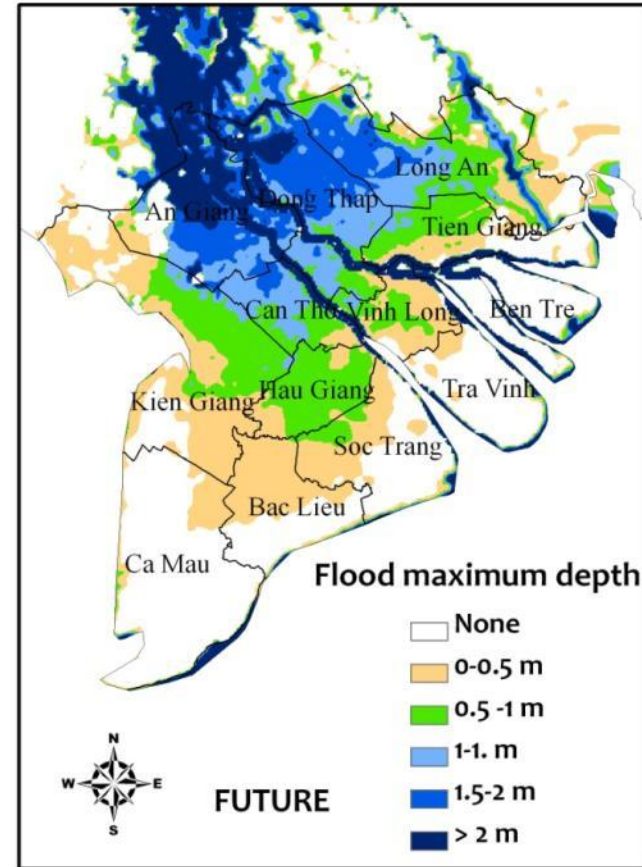 Long An
Dong Thap
An Giang
Tien Giang
Ben Tre
Can Tho
Vinh Long
Hau Giang
Tra Vinh
Kien Giang
Soc Trang
Bac Lieu
Ca Mau
Flood maximum depth
None
0-0.5 m
0.5 -1 m
1-1. m
1.5-2 m
> 2 m
N
W E
S
FUTURE